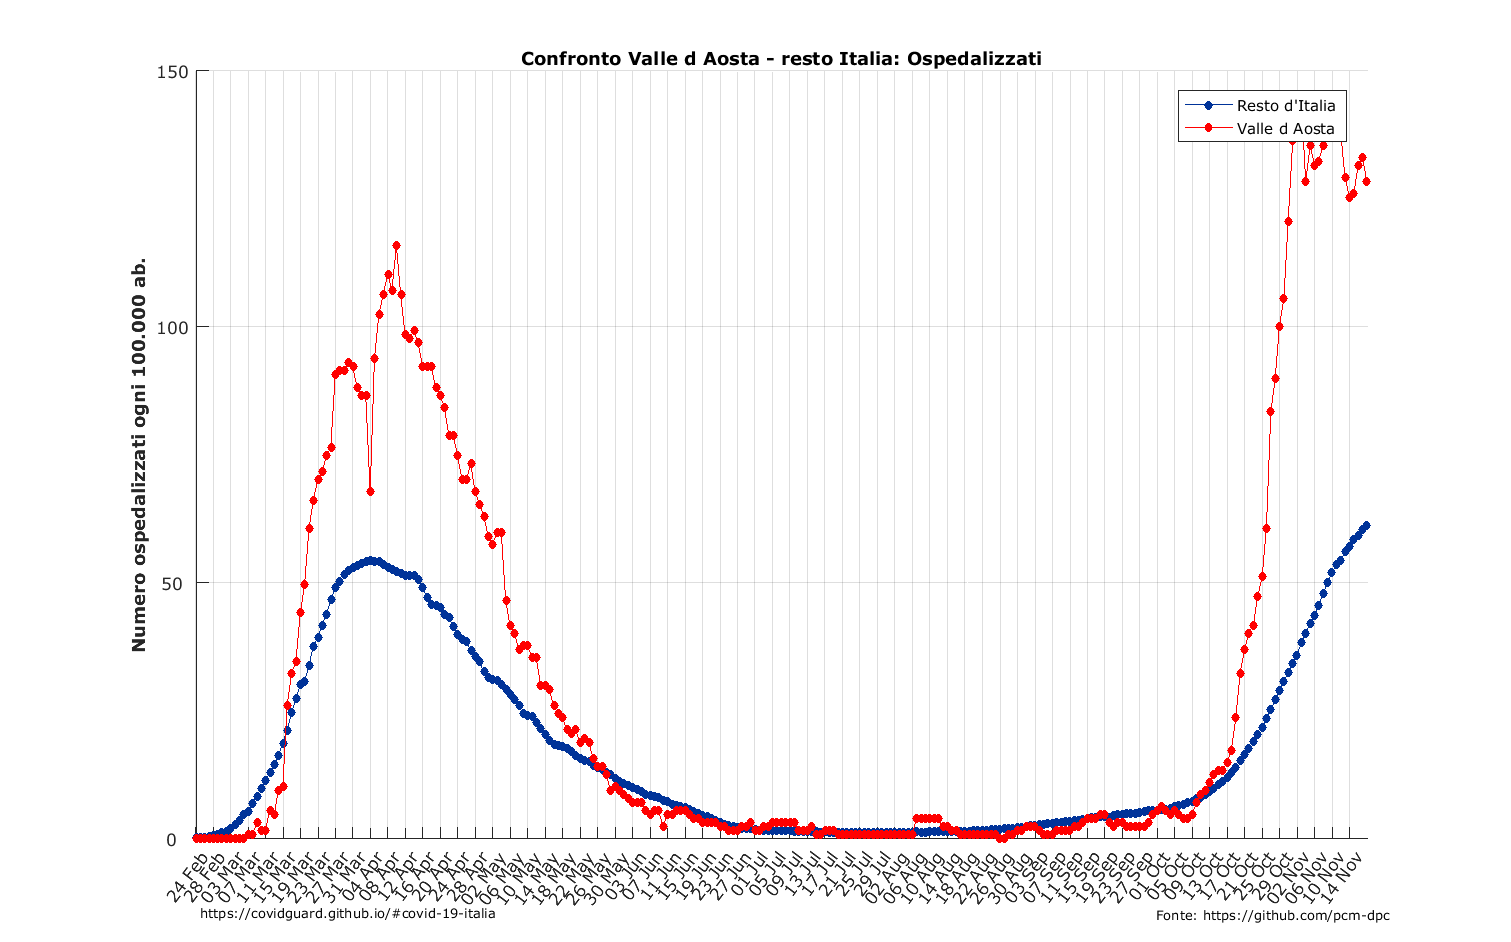 Confronto Valle d Aosta - resto Italia: Ospedalizzati
Resto d'Italia
Valle d Aosta
Numero ospedalizzati ogni 100.000 ab.
150
100
50
0
24 Feb
28 Feb
03 Mar
07 Mar
11 Mar
15 Mar
19 Mar
23 Mar
27 Mar
31 Mar
04 Apr
08 Apr
12 Apr
16 Apr
20 Apr
24 Apr
28 Apr
02 May
06 May
10 May
14 May
18 May
22 May
26 May
30 May
03 Jun
07 Jun
11 Jun
15 Jun
19 Jun
23 Jun
27 Jun
01 Jul
05 Jul
09 Jul
13 Jul
17 Jul
21 Jul
25 Jul
29 Jul
02 Aug
06 Aug
10 Aug
14 Aug
18 Aug
22 Aug
26 Aug
30 Aug
03 Sep
07 Sep
11 Sep
15 Sep
19 Sep
23 Sep
27 Sep
01 Oct
05 Oct
09 Oct
13 Oct
17 Oct
21 Oct
25 Oct
29 Oct
02 Nov
06 Nov
10 Nov
14 Nov
https://covidguard.github.io/#covid-19-italia
Fonte: https://github.com/pcm-dpc